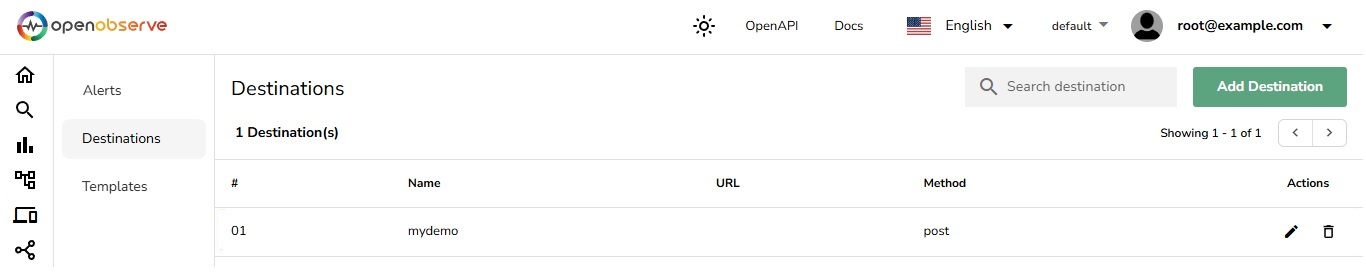 openobserve OpenAPI Docs English default root@example.com
Alerts
Destinations
Templates
Destinations Search destination Add Destination
1 Destination(s) Showing 1 - 1 of 1
# Name URL Method Actions
01 mydemo post